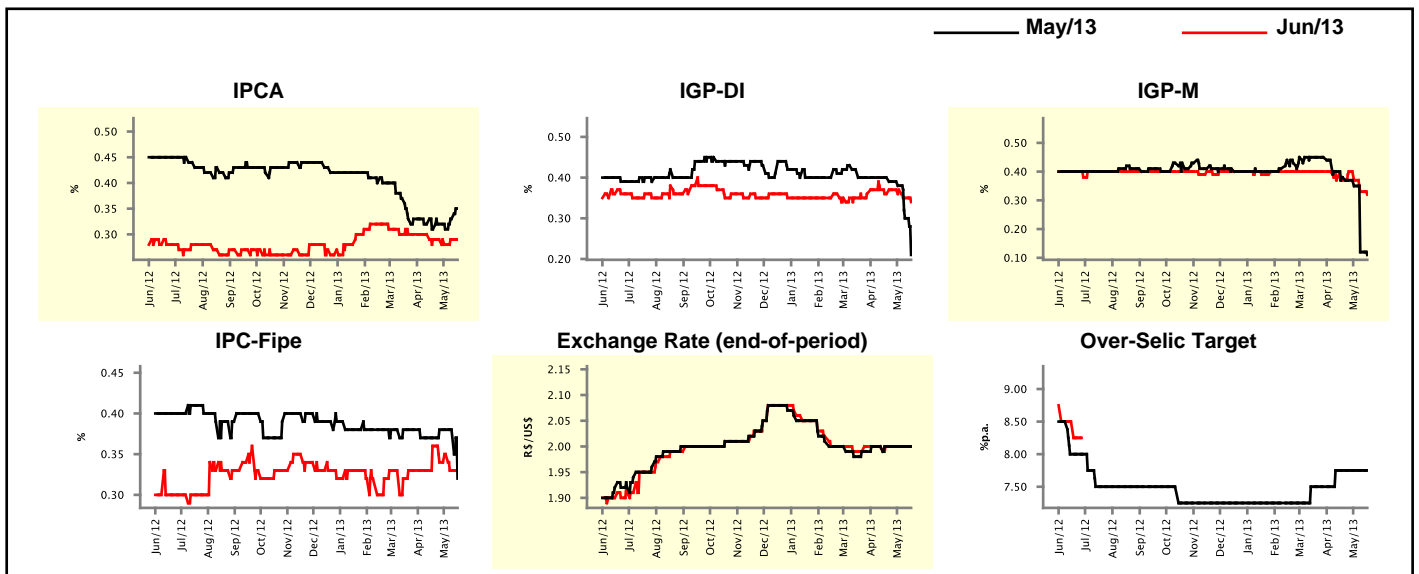 May/13 Jun/13
IPCA IGP-DI IGP-M
%
0.50
0.45
0.40
0.35
0.30
Jun/12 Jul/12 Aug/12 Sep/12 Oct/12 Nov/12 Dec/12 Jan/13 Feb/13 Mar/13 Apr/13 May/13
%
0.50
0.40
0.30
0.20
Jun/12 Jul/12 Aug/12 Sep/12 Oct/12 Nov/12 Dec/12 Jan/13 Feb/13 Mar/13 Apr/13 May/13
%
0.50
0.40
0.30
0.20
0.10
Jun/12 Jul/12 Aug/12 Sep/12 Oct/12 Nov/12 Dec/12 Jan/13 Feb/13 Mar/13 Apr/13 May/13
IPC-Fipe Exchange Rate (end-of-period) Over-Selic Target
%
0.45
0.40
0.35
0.30
Jun/12 Jul/12 Aug/12 Sep/12 Oct/12 Nov/12 Dec/12 Jan/13 Feb/13 Mar/13 Apr/13 May/13
R$/US$
2.15
2.10
2.05
2.00
1.95
1.90
Jun/12 Jul/12 Aug/12 Sep/12 Oct/12 Nov/12 Dec/12 Jan/13 Feb/13 Mar/13 Apr/13 May/13
%p.a.
9.00
8.50
8.00
7.50
Jun/12 Jul/12 Aug/12 Sep/12 Oct/12 Nov/12 Dec/12 Jan/13 Feb/13 Mar/13 Apr/13 May/13